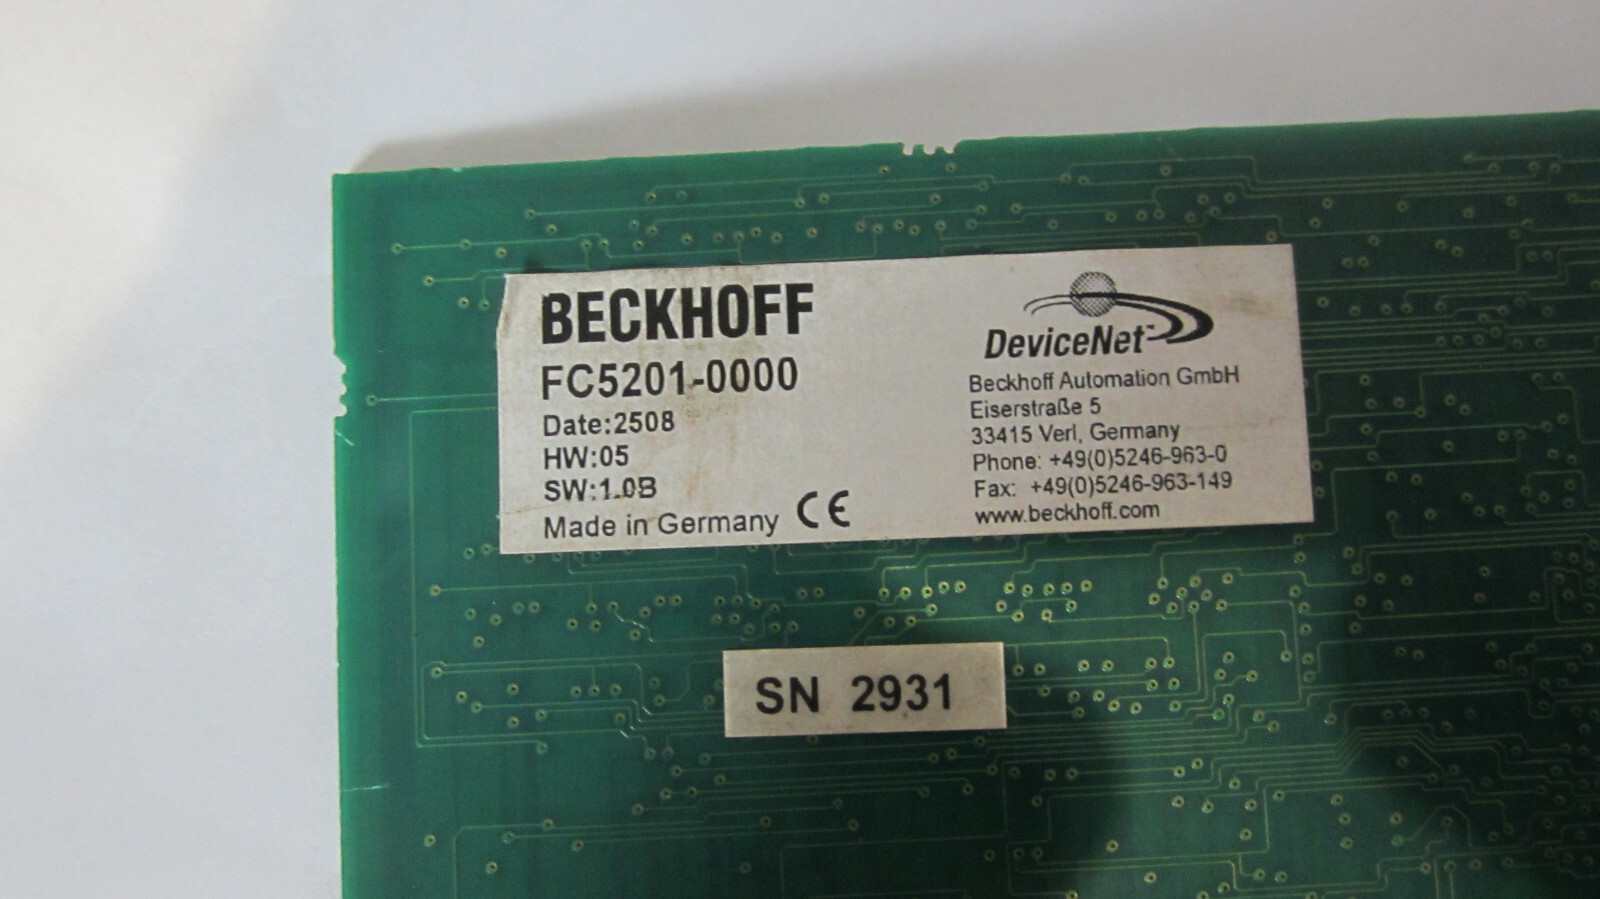 BECKHOFF
FC5201-0000
Date:2508
HW:05
SW:1.0B
Made in Germany CE
DeviceNet™
Beckhoff Automation GmbH
Eiserstraße 5
33415 Verl, Germany
Phone: +49(0)5246-963-0
Fax: +49(0)5246-963-149
www.beckhoff.com
SN 2931